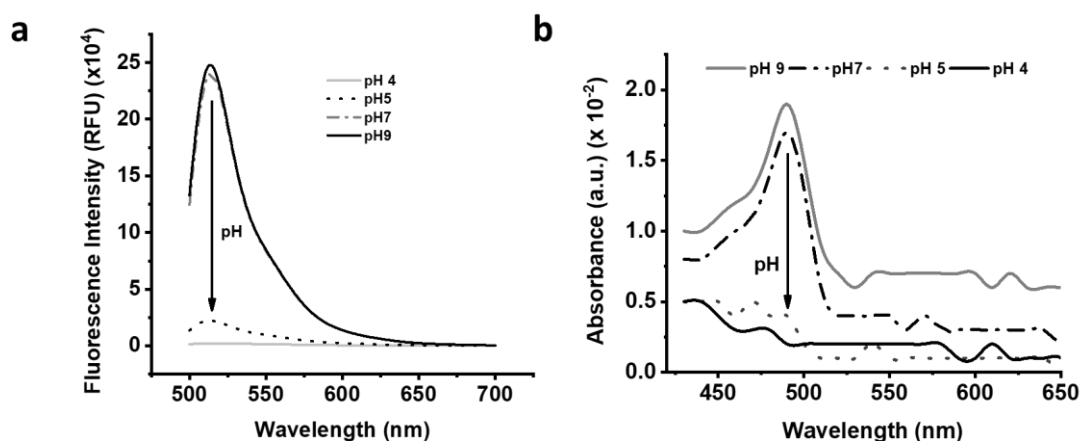 a
Fluorescence Intensity (RFU) (x10⁴)
25
20
15
10
5
0
pH 4
pH5
pH7
pH9
pH
500 550 600 650 700
Wavelength (nm)
b
Absorbance (a.u.) (x 10⁻²)
2.0
1.5
1.0
0.5
0.0
pH 9 pH7 pH 5 pH 4
pH
450 500 550 600 650
Wavelength (nm)